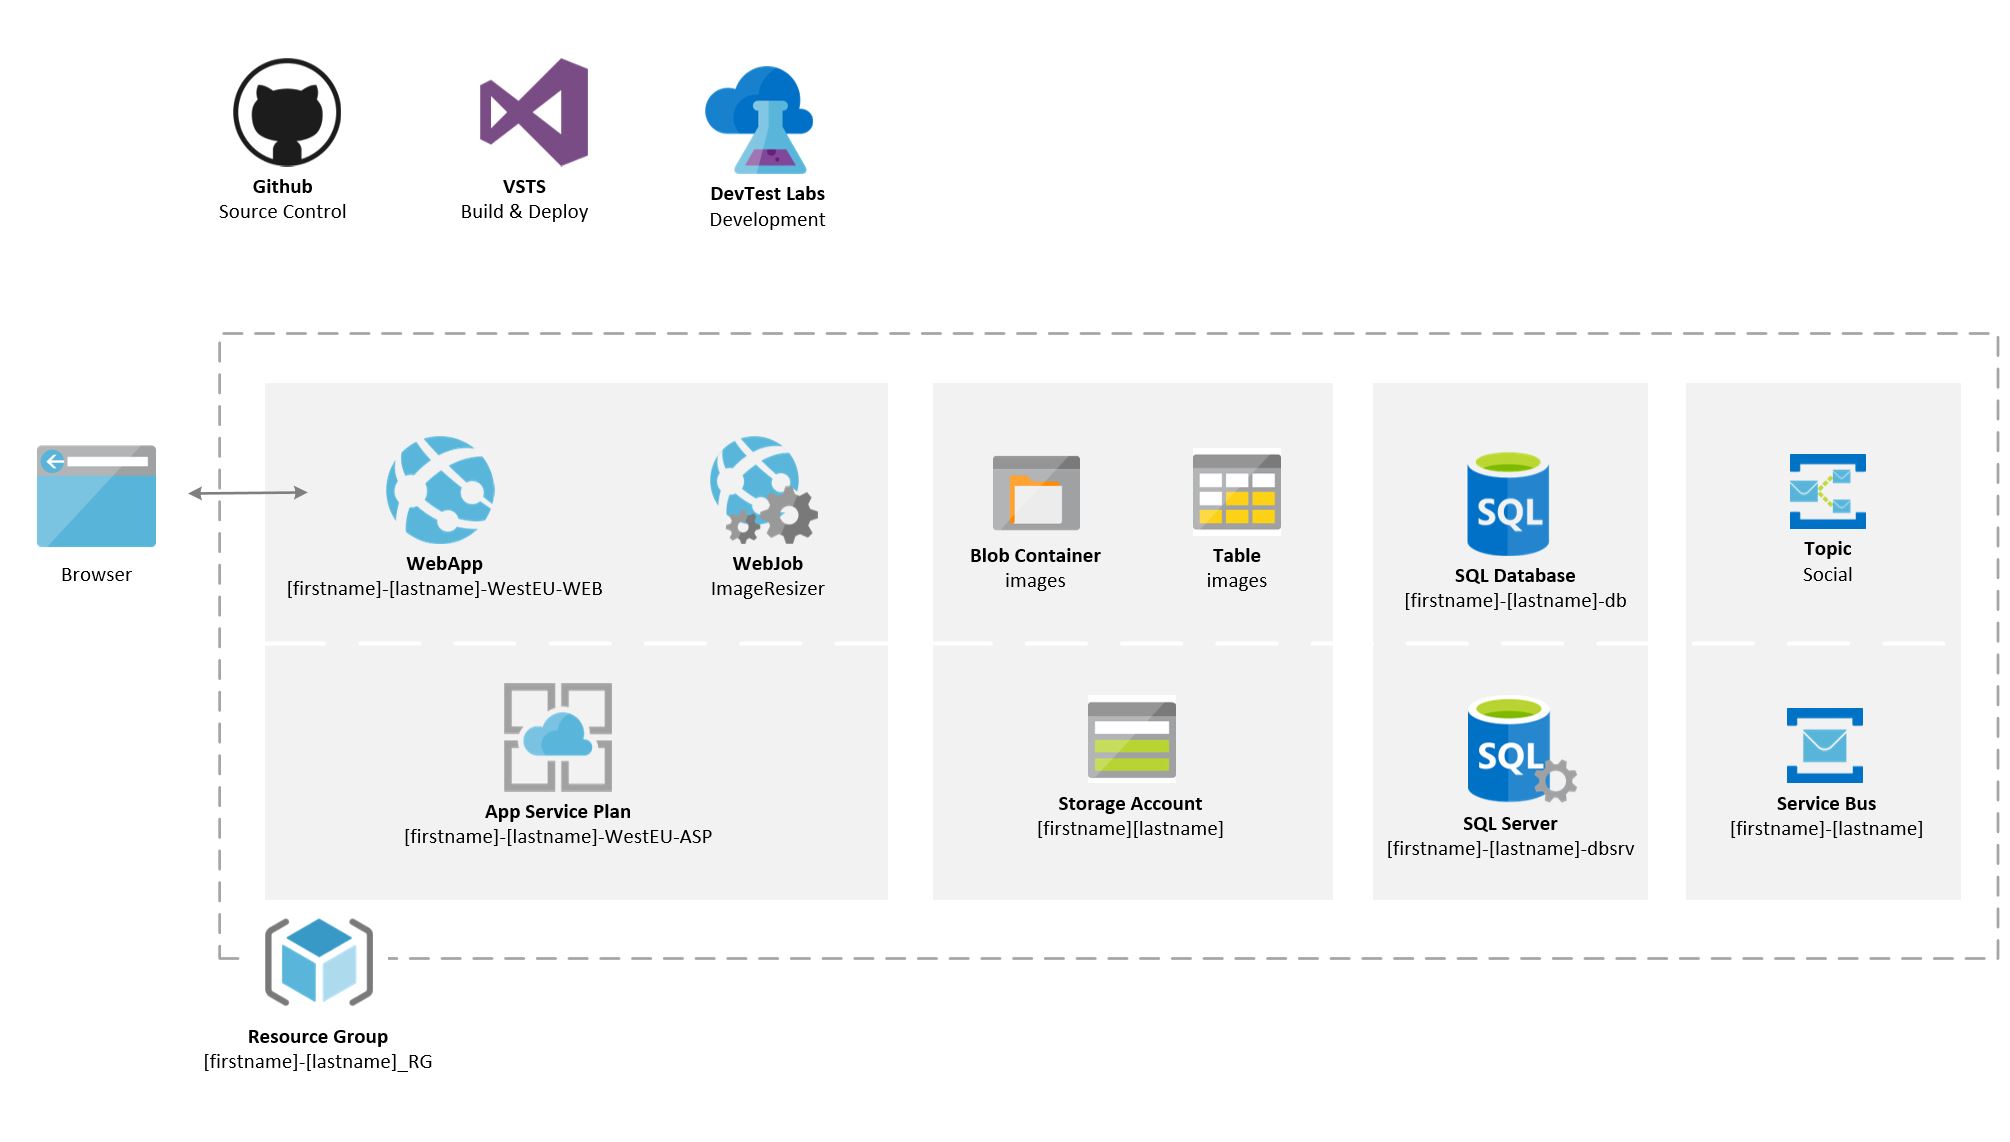 Github
Source Control
VSTS
Build & Deploy
DevTest Labs
Development
Browser
WebApp
[firstname]-[lastname]-WestEU-WEB
WebJob
ImageResizer
Blob Container
images
Table
images
SQL
SQL Database
[firstname]-[lastname]-db
Topic
Social
App Service Plan
[firstname]-[lastname]-WestEU-ASP
Storage Account
[firstname][lastname]
SQL
SQL Server
[firstname]-[lastname]-dbsrv
Service Bus
[firstname]-[lastname]
Resource Group
[firstname]-[lastname]_RG